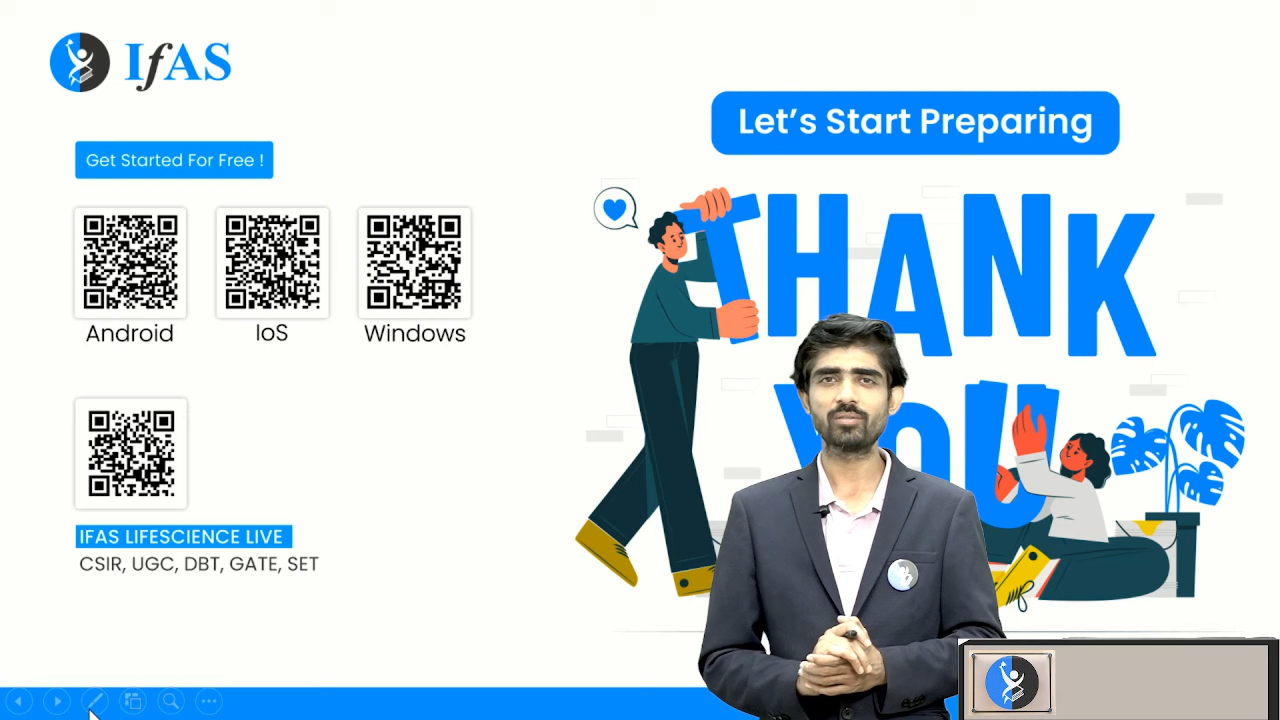 IfAS
Let's Start Preparing
Get Started For Free !
THANK
YOU
Android
IoS
Windows
IFAS LIFESCIENCE LIVE
CSIR, UGC, DBT, GATE, SET